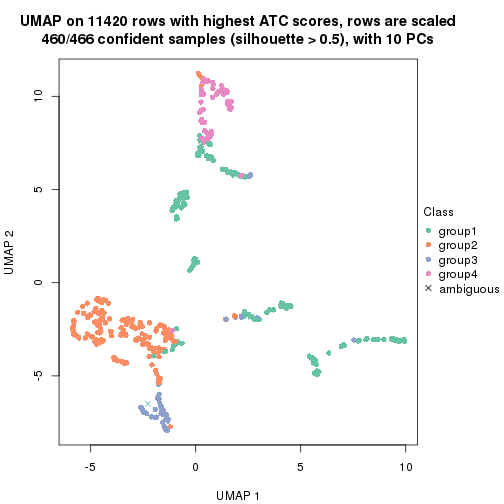 UMAP on 11420 rows with highest ATC scores, rows are scaled
460/466 confident samples (silhouette > 0.5), with 10 PCs
10
5
0
-5
UMAP 2
-5
0
5
10
UMAP 1
Class
group1
group2
group3
group4
ambiguous